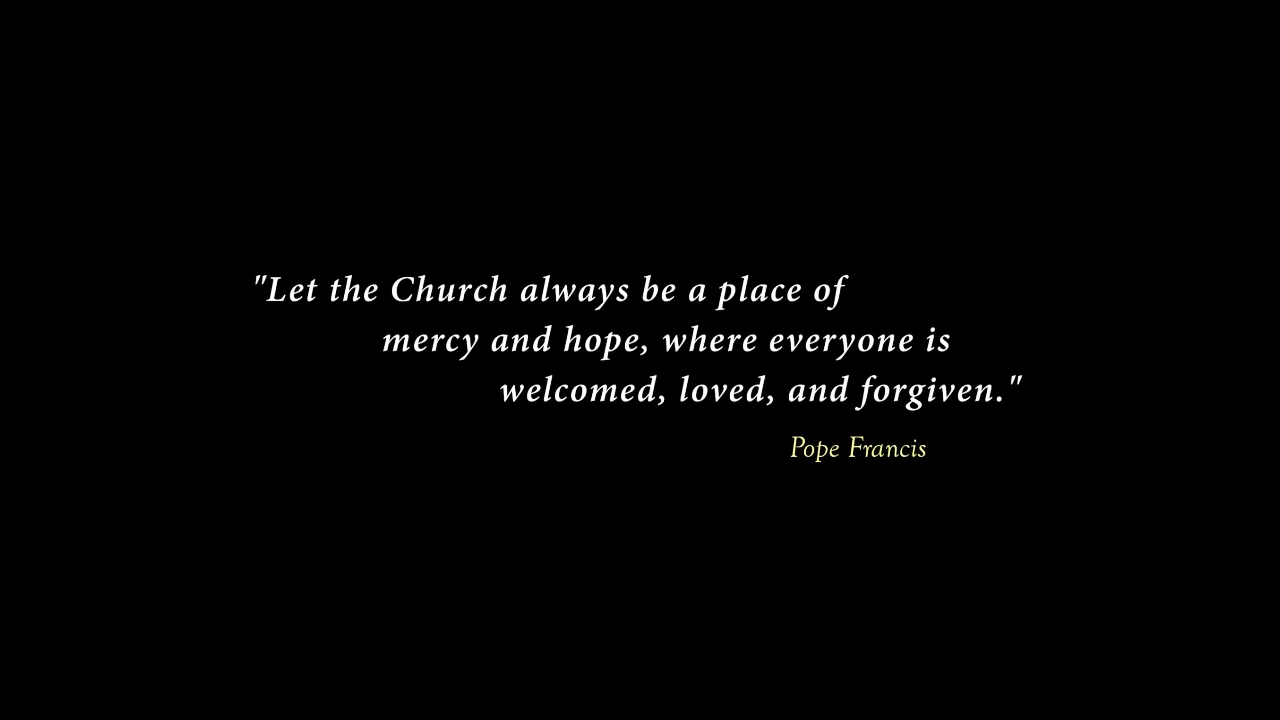 "Let the Church always be a place of
mercy and hope, where everyone is
welcomed, loved, and forgiven."
Pope Francis